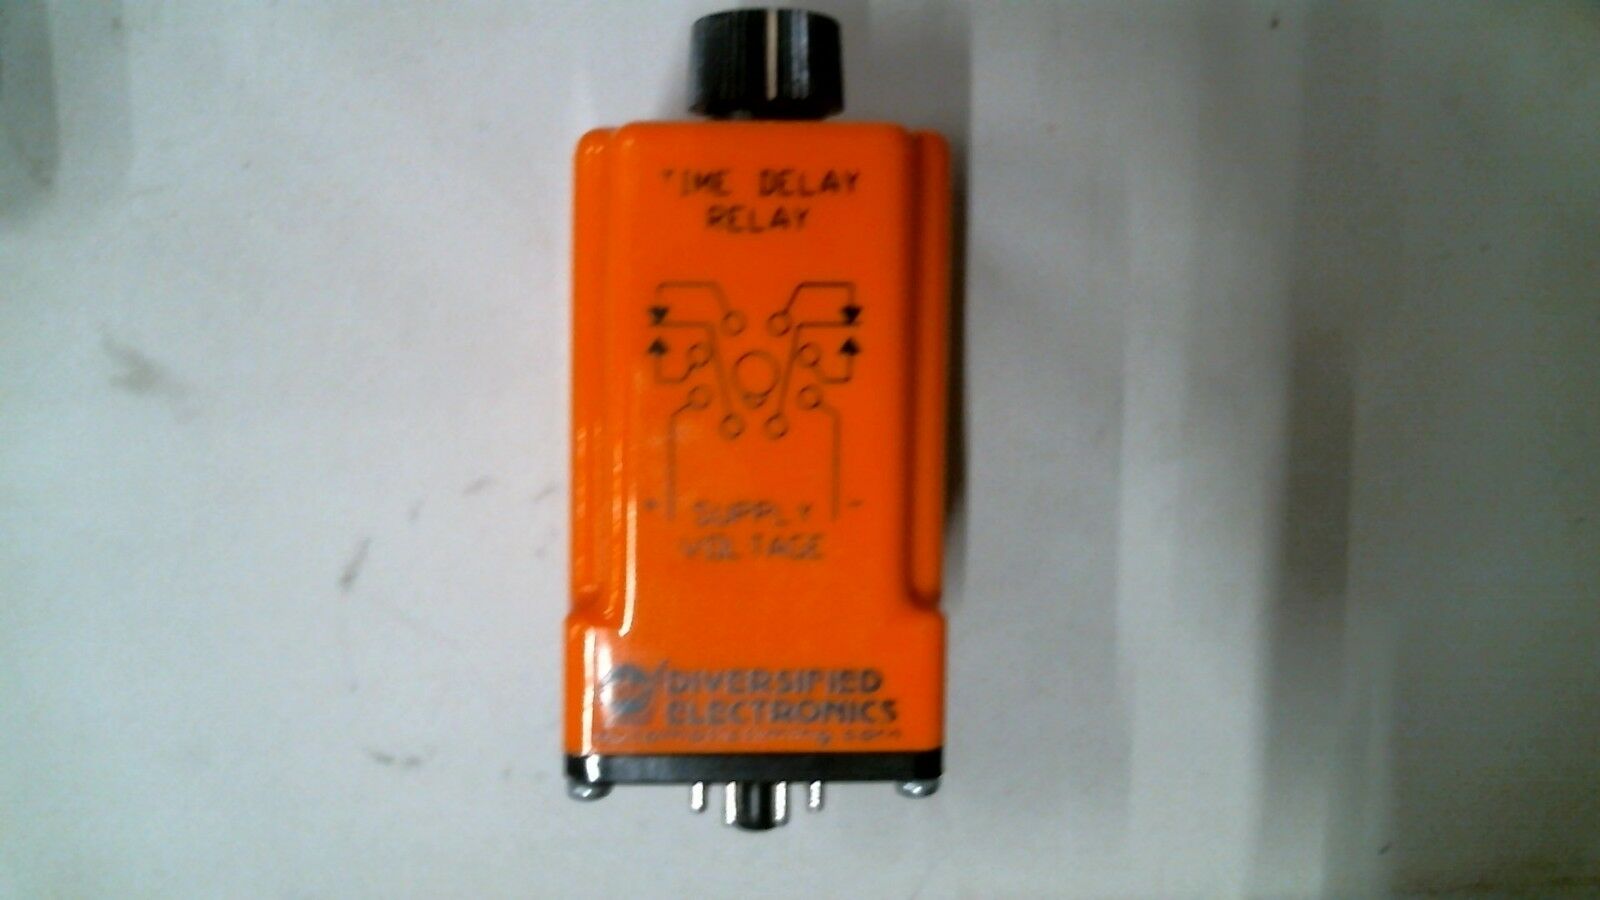 TIME DELAY
RELAY
+ SUPPLY -
VOLTAGE
DIVERSIFIED
ELECTRONICS